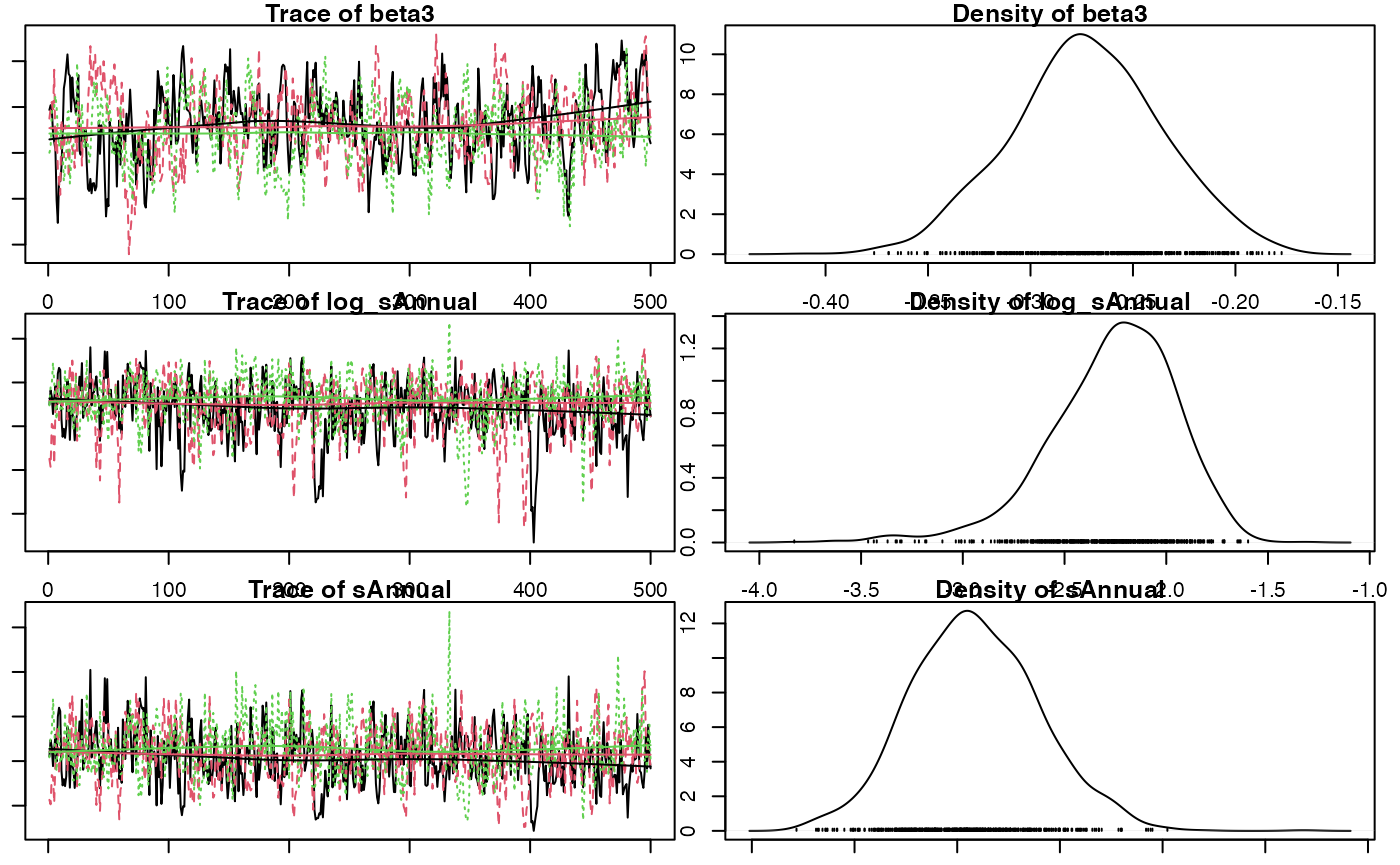 Trace of beta3
Density of beta3
0 2 4 6 8 10
0 100 200 300 400 500
-0.40 -0.35 -0.30 -0.25 -0.20 -0.15
Trace of log_sAnnual
Density of log_sAnnual
0.0 0.4 0.8 1.2
0 100 200 300 400 500
-4.0 -3.5 -3.0 -2.5 -2.0 -1.5 -1.0
Trace of sAnnual
Density of sAnnual
0 2 4 6 8 12